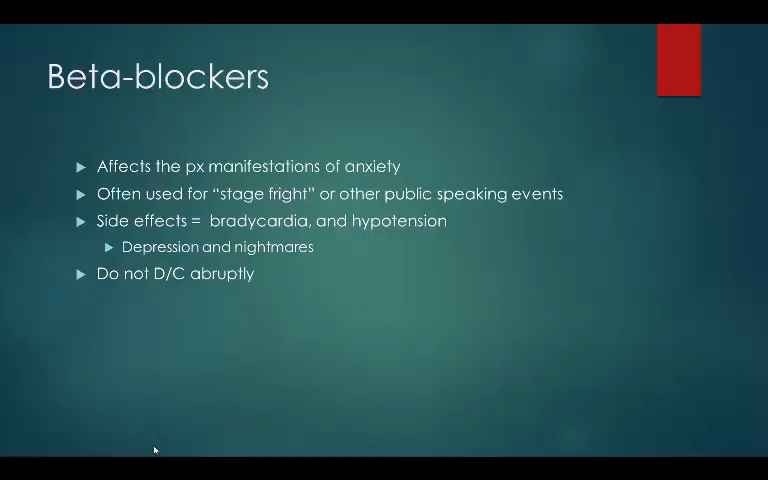 Beta-blockers
Affects the px manifestations of anxiety
Often used for “stage fright” or other public speaking events
Side effects = bradycardia, and hypotension
Depression and nightmares
Do not D/C abruptly